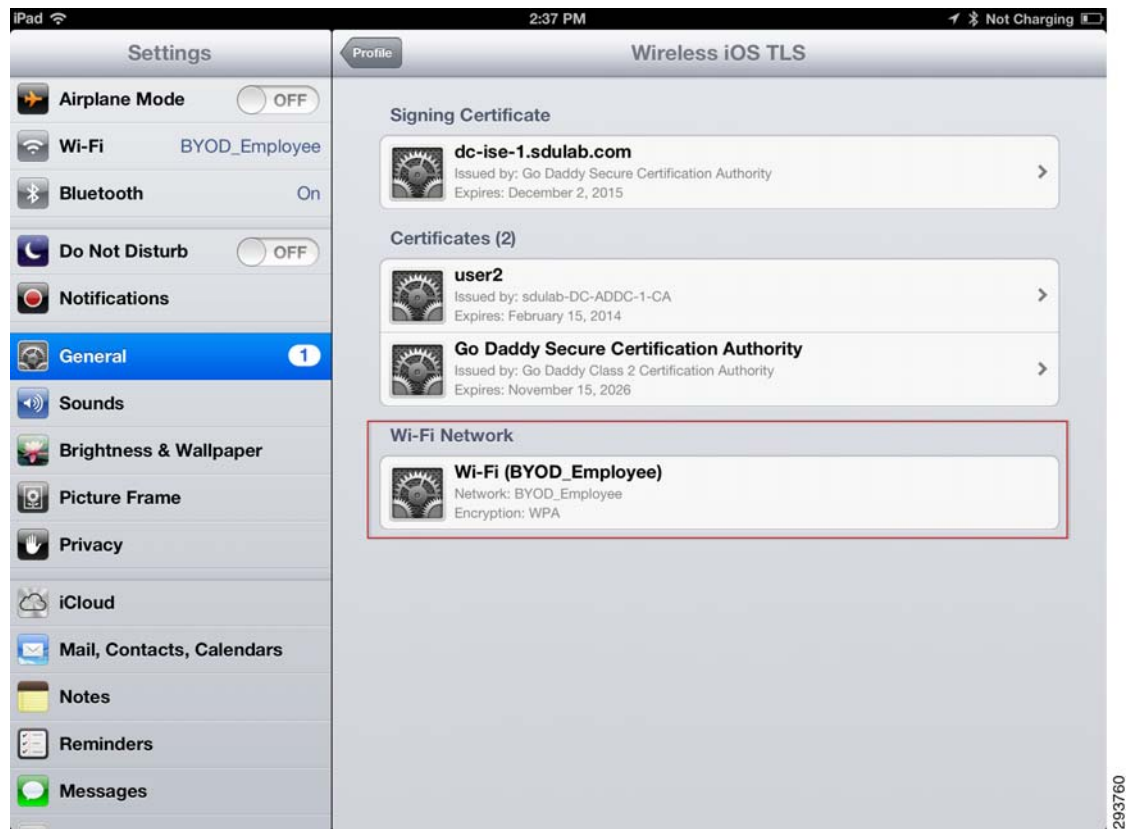 iPad 2:37 PM Not Charging
Settings
Airplane Mode OFF
Wi-Fi BYOD_Employee
Bluetooth On
Do Not Disturb OFF
Notifications
General 1
Sounds
Brightness & Wallpaper
Picture Frame
Privacy
iCloud
Mail, Contacts, Calendars
Notes
Reminders
Messages
Profile Wireless iOS TLS
Signing Certificate
dc-ise-1.sdulab.com
Issued by: Go Daddy Secure Certification Authority
Expires: December 2, 2015
Certificates (2)
user2
Issued by: sdulab-DC-ADDC-1-CA
Expires: February 15, 2014
Go Daddy Secure Certification Authority
Issued by: Go Daddy Class 2 Certification Authority
Expires: November 15, 2026
Wi-Fi Network
Wi-Fi (BYOD_Employee)
Network: BYOD_Employee
Encryption: WPA
293760